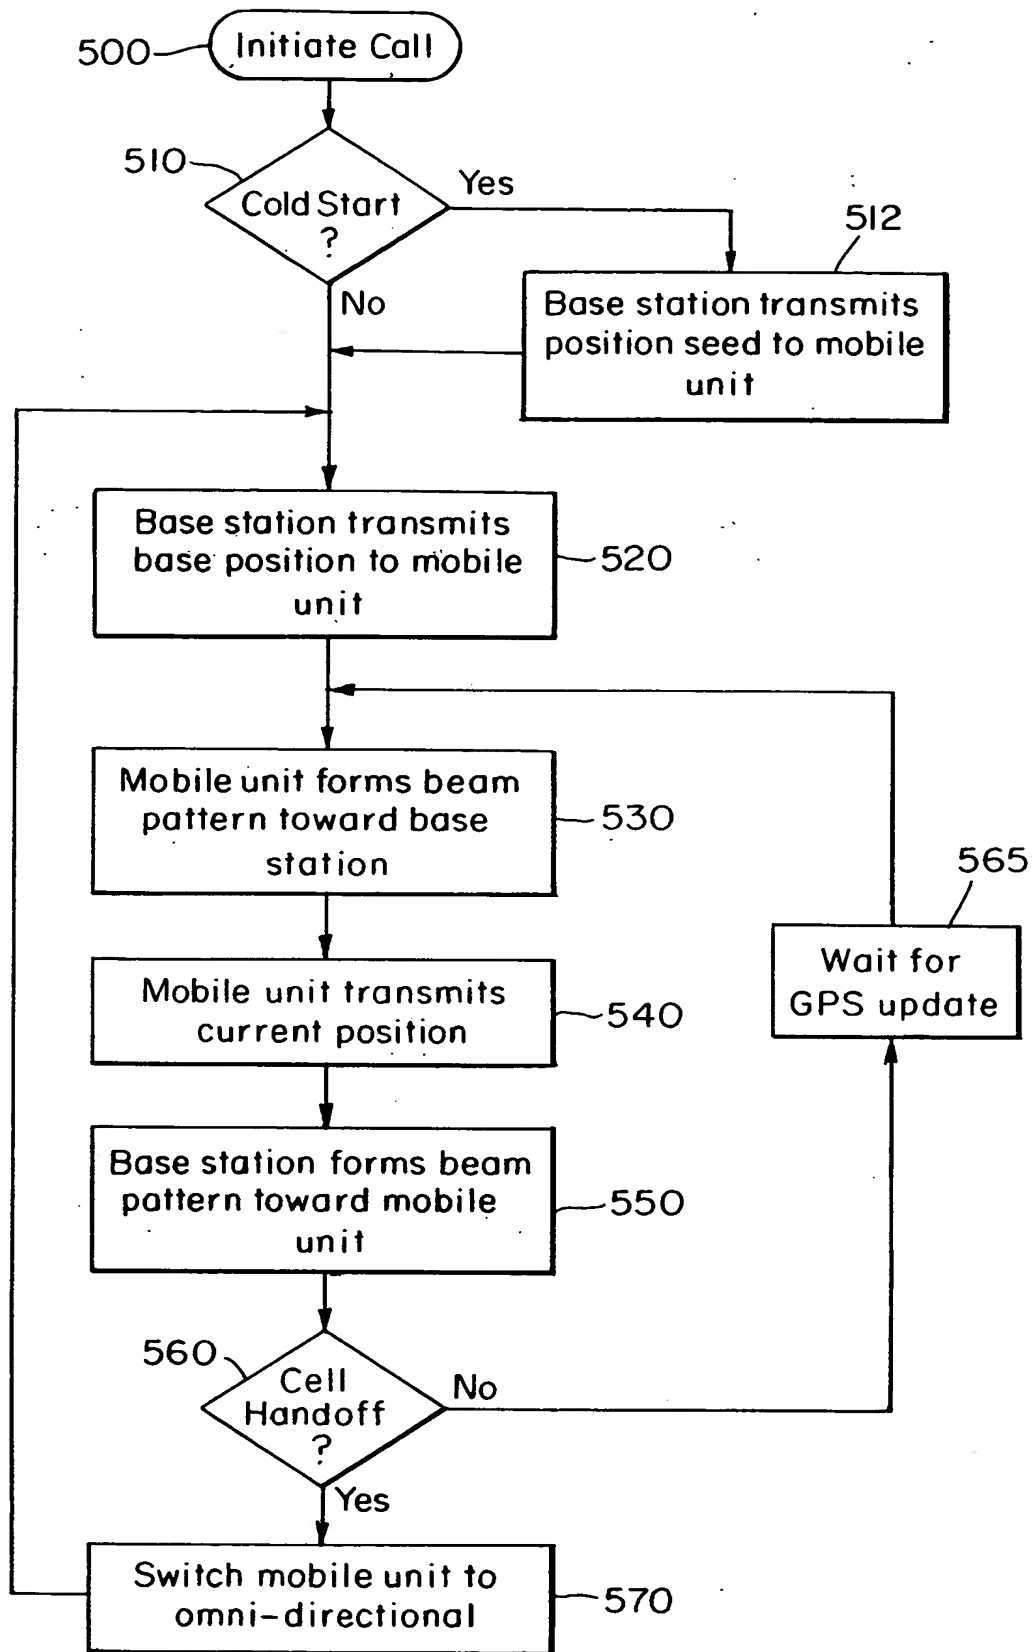 500
Initiate Call
510
Cold Start
?
Yes
No
512
Base station transmits
position seed to mobile
unit
Base station transmits
base position to mobile
unit
520
Mobile unit forms beam
pattern toward base
station
530
565
Wait for
GPS update
Mobile unit transmits
current position
540
Base station forms beam
pattern toward mobile
unit
550
560
Cell
Handoff
?
No
Yes
Switch mobile unit to
omni-directional
570